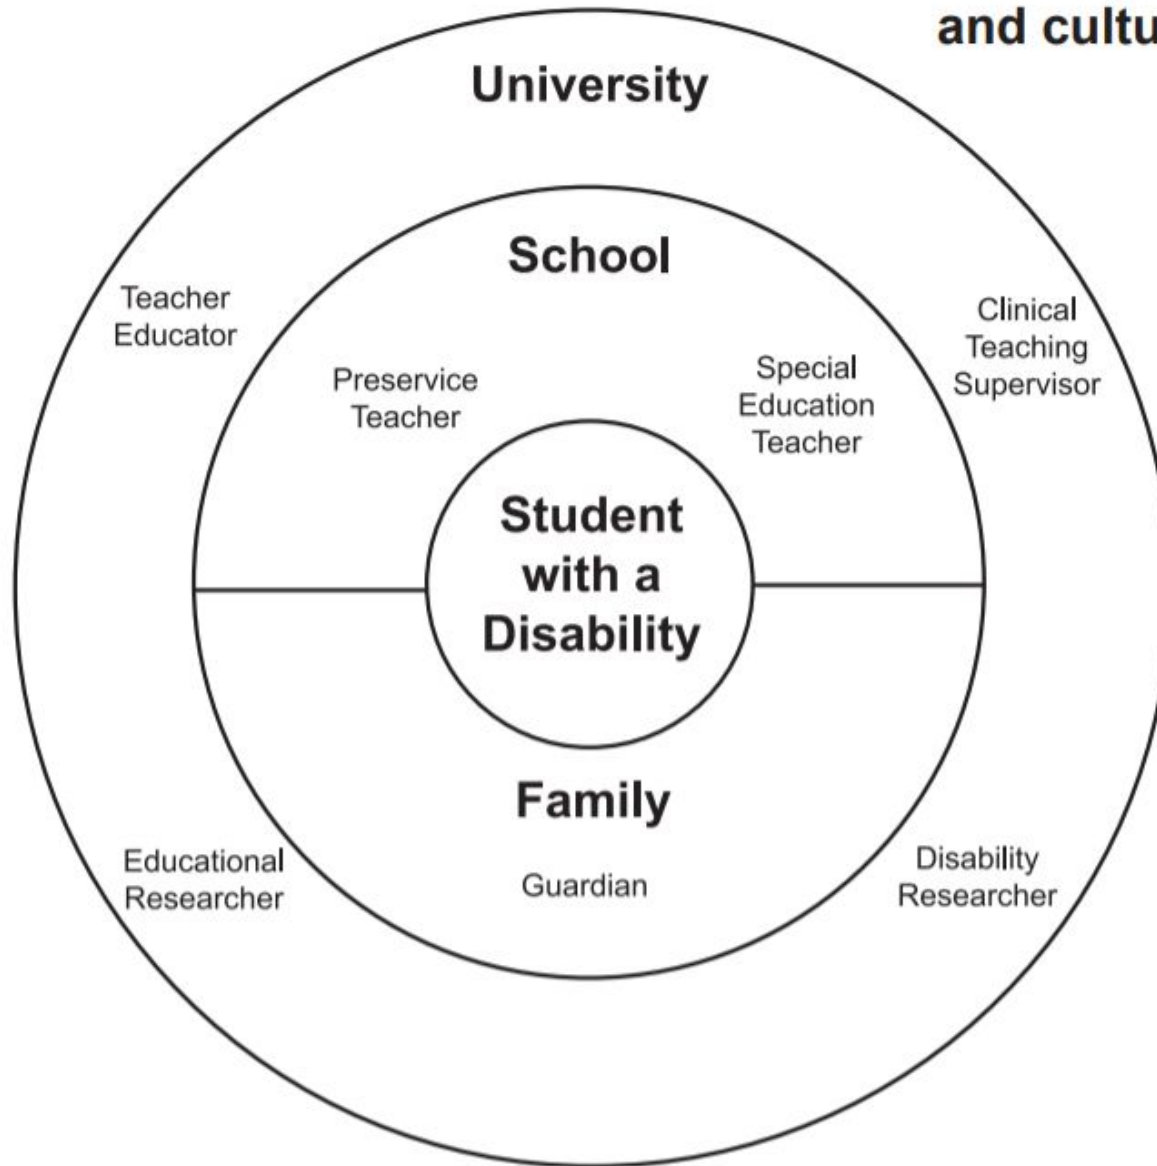 and cultu
University
School
Teacher
Educator
Clinical
Teaching
Supervisor
Preservice
Teacher
Special
Education
Teacher
Student
with a
Disability
Family
Guardian
Educational
Researcher
Disability
Researcher